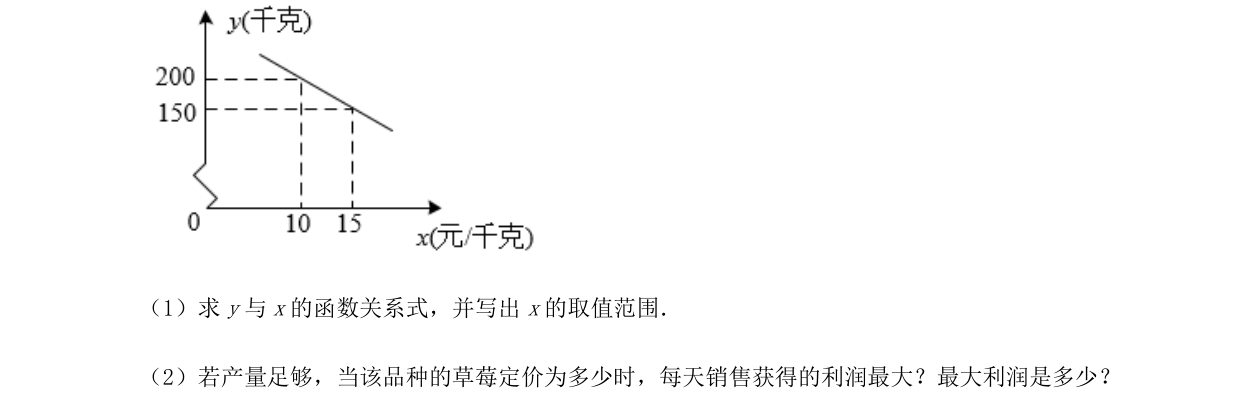 y(千克)
200
150
0
10
15
x(元/千克)
（1）求 y 与 x 的函数关系式，并写出 x 的取值范围．
（2）若产量足够，当该品种的草莓定价为多少时，每天销售获得的利润最大？最大利润是多少？